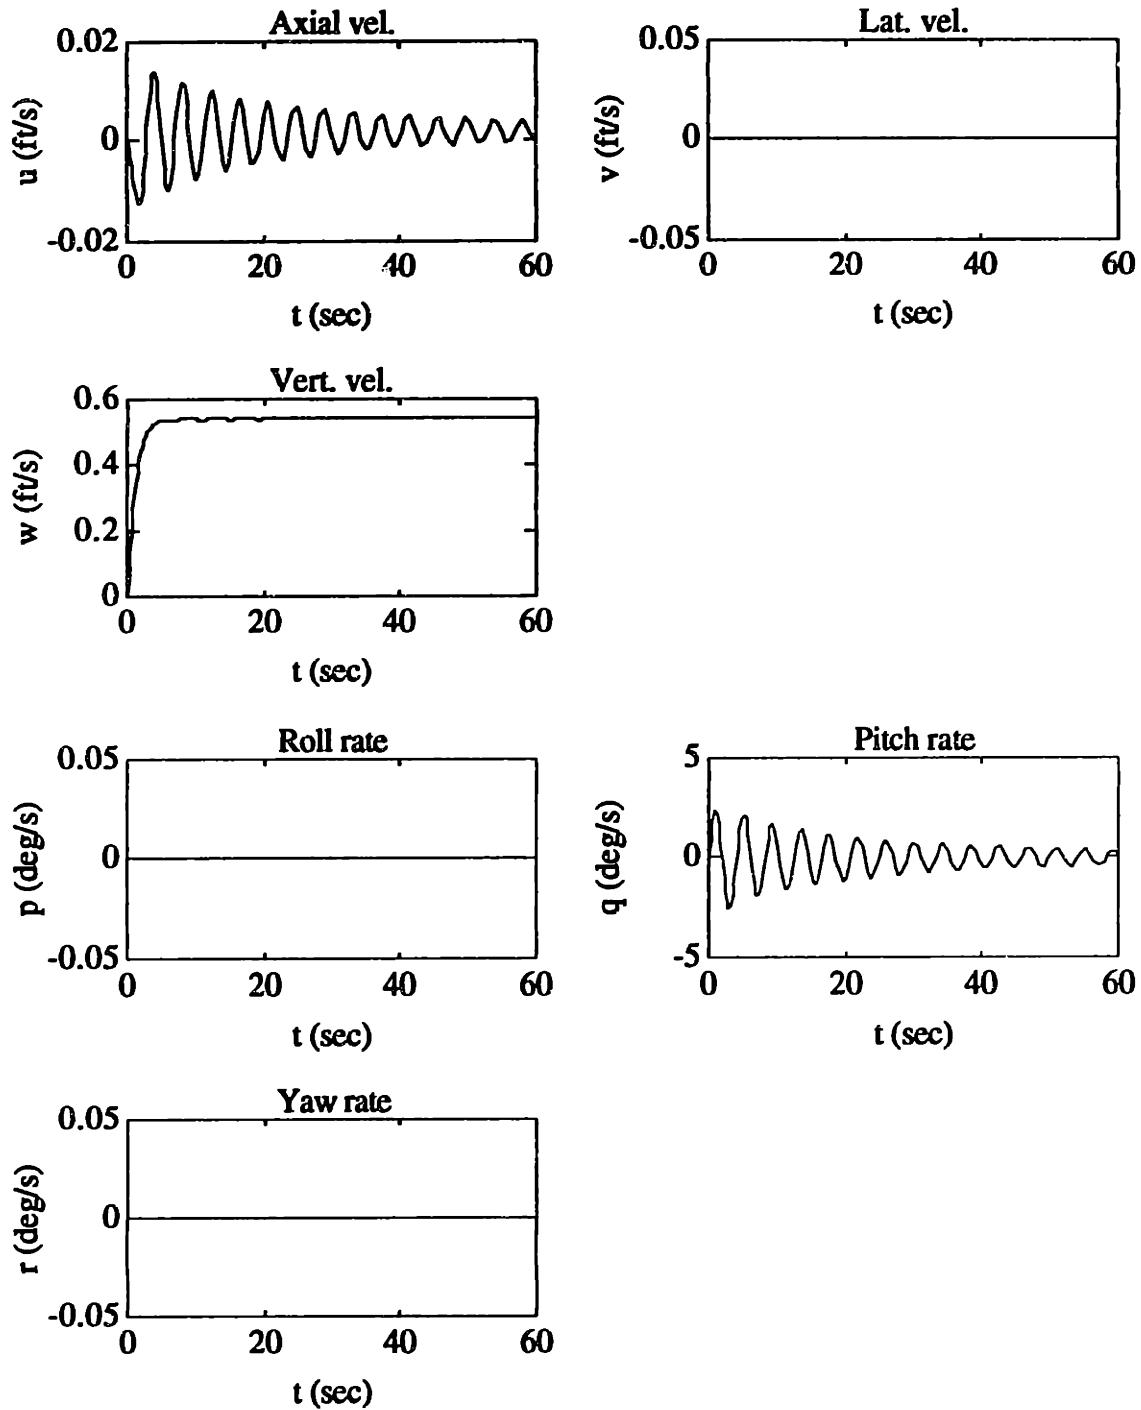 Axial vel.
0.02
0
-0.02
u (ft/s)
0 20 40 60
t (sec)
Lat. vel.
0.05
0
-0.05
v (ft/s)
0 20 40 60
t (sec)
Vert. vel.
0.6
0.4
0.2
0
w (ft/s)
0 20 40 60
t (sec)
Roll rate
0.05
0
-0.05
p (deg/s)
0 20 40 60
t (sec)
Pitch rate
5
0
-5
q (deg/s)
0 20 40 60
t (sec)
Yaw rate
0.05
0
-0.05
r (deg/s)
0 20 40 60
t (sec)